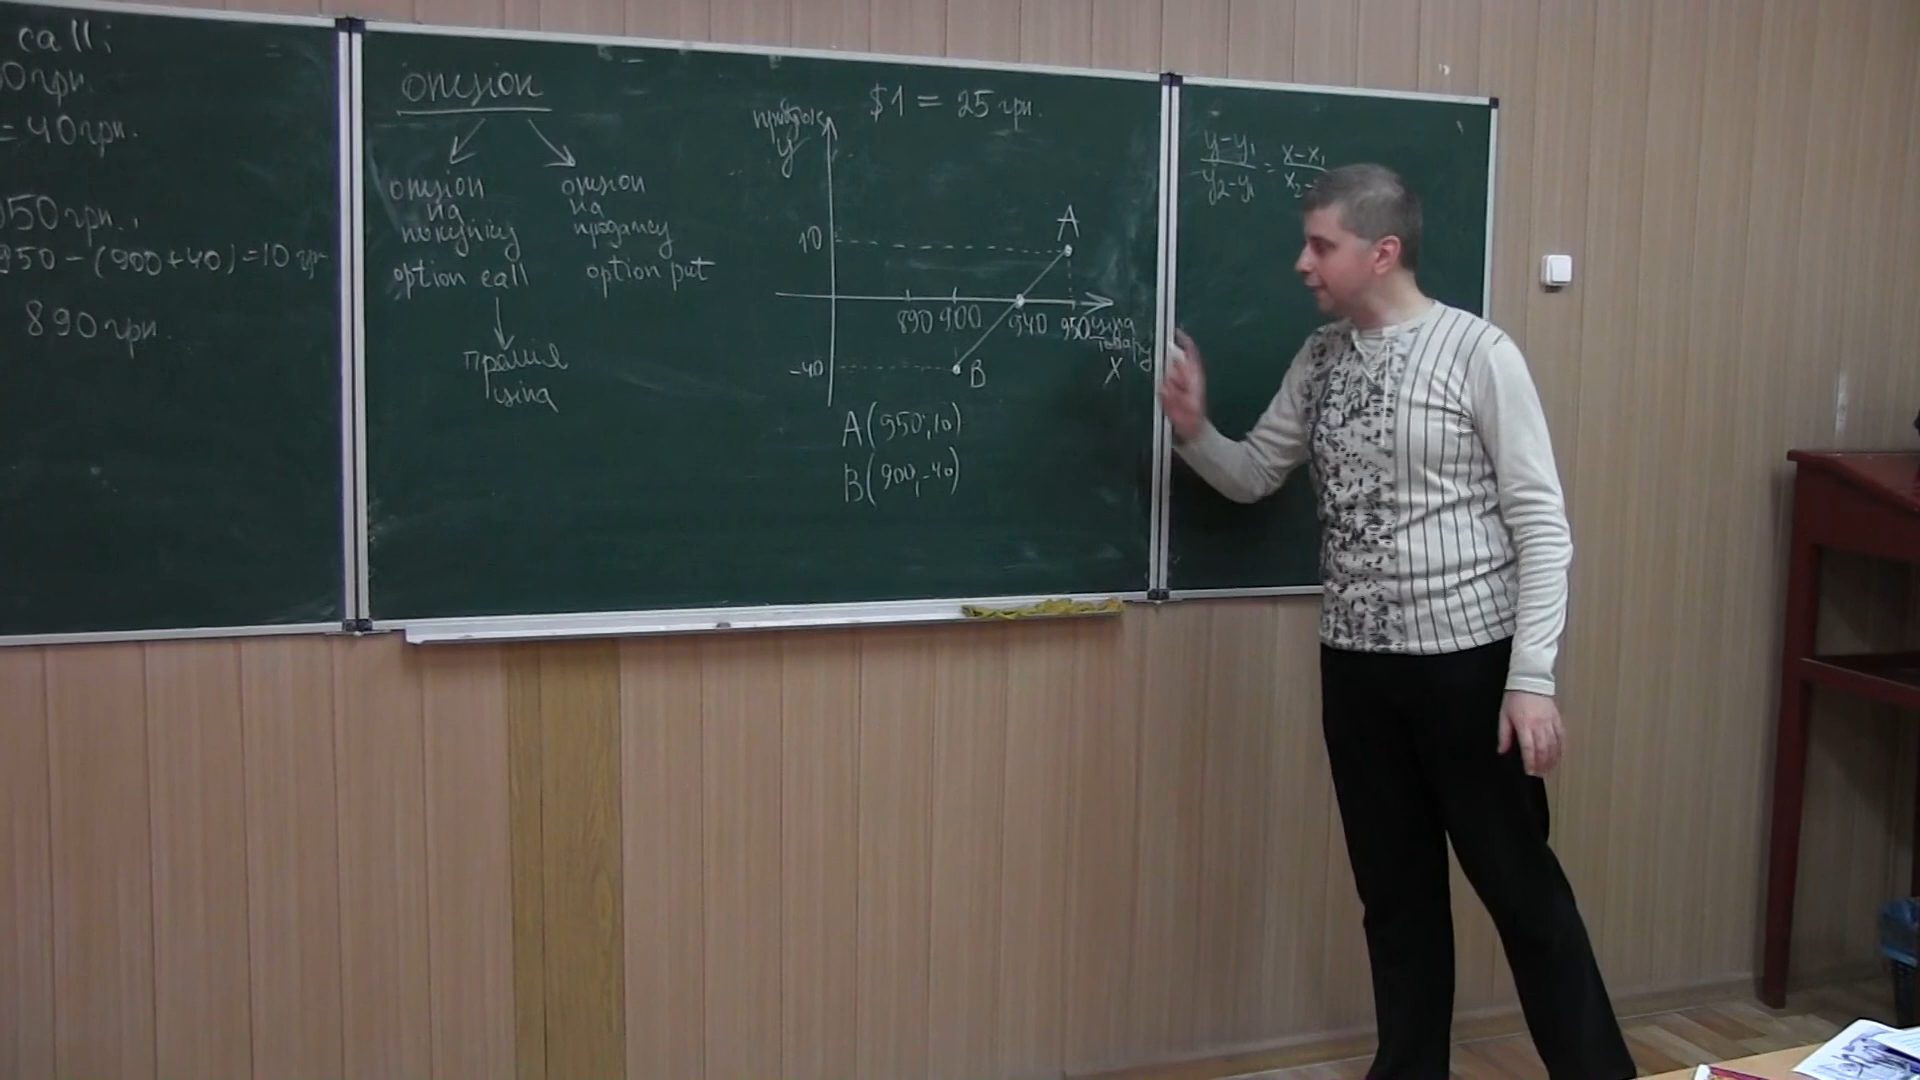 call;
0 грн.
= 40 грн.
950 грн.,
950 - (900 + 40) = 10 грн
890 грн.
опціон
опціон
на
покупку
option call
премія
ціна
опціон
на
продажу
option put
$1 = 25 грн.
прибуток
y
10
-40
890 900 940 950
ціна
товару
X
A
B
A(950; 10)
B(900; -40)
y-y₁ / y₂-y₁ = x-x₁ / x₂-